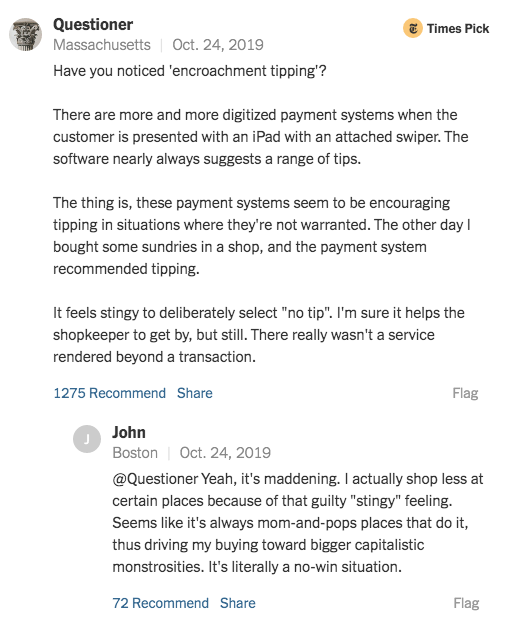 Questioner
Times Pick
Massachusetts | Oct. 24, 2019
Have you noticed 'encroachment tipping'?
There are more and more digitized payment systems when the
customer is presented with an iPad with an attached swiper. The
software nearly always suggests a range of tips.
The thing is, these payment systems seem to be encouraging
tipping in situations where they're not warranted. The other day I
bought some sundries in a shop, and the payment system
recommended tipping.
It feels stingy to deliberately select "no tip". I'm sure it helps the
shopkeeper to get by, but still. There really wasn't a service
rendered beyond a transaction.
1275 Recommend Share Flag
J
John
Boston | Oct. 24, 2019
@Questioner Yeah, it's maddening. I actually shop less at
certain places because of that guilty "stingy" feeling.
Seems like it's always mom-and-pops places that do it,
thus driving my buying toward bigger capitalistic
monstrosities. It's literally a no-win situation.
72 Recommend Share Flag